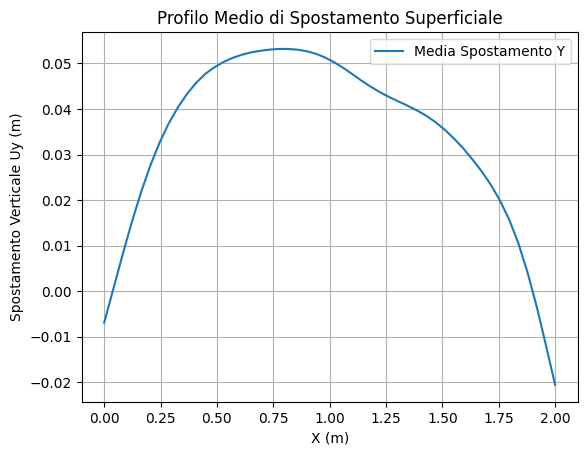 Profilo Medio di Spostamento Superficiale
Media Spostamento Y
Spostamento Verticale Uy (m)
0.05
0.04
0.03
0.02
0.01
0.00
−0.01
−0.02
0.00 0.25 0.50 0.75 1.00 1.25 1.50 1.75 2.00
X (m)